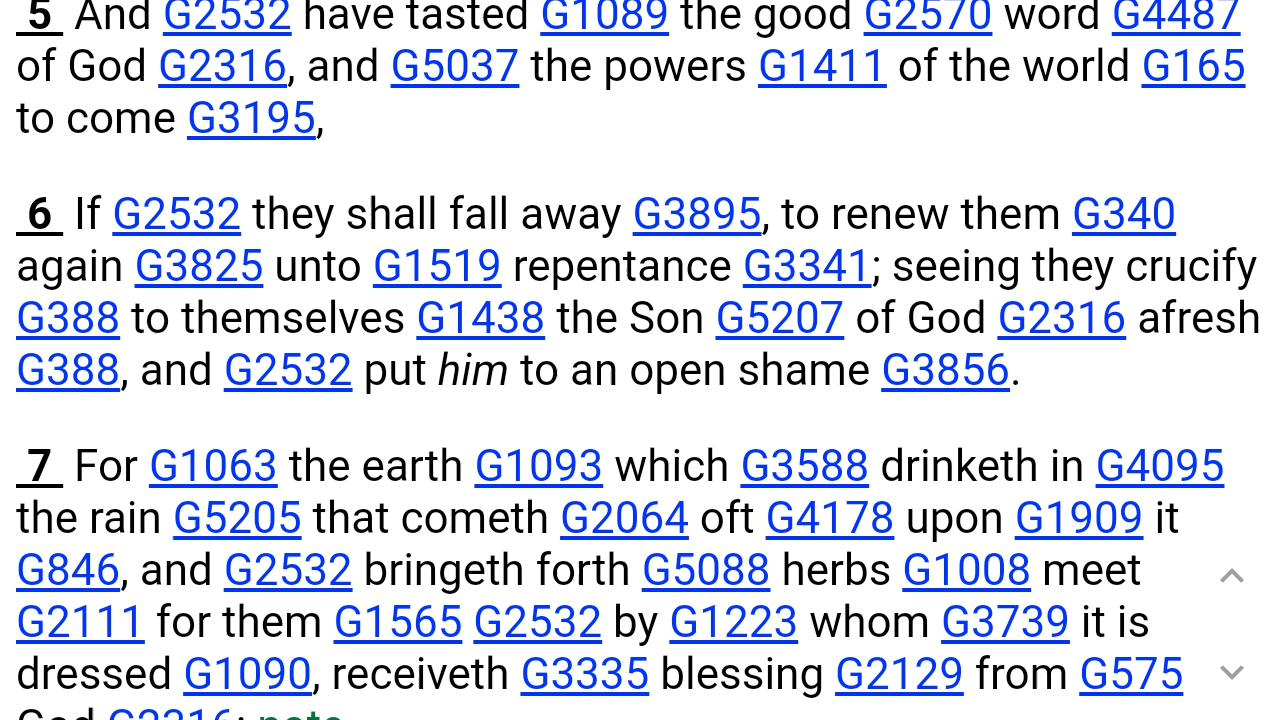 5 And G2532 have tasted G1089 the good G2570 word G4487
of God G2316, and G5037 the powers G1411 of the world G165
to come G3195,
6 If G2532 they shall fall away G3895, to renew them G340
again G3825 unto G1519 repentance G3341; seeing they crucify
G388 to themselves G1438 the Son G5207 of God G2316 afresh
G388, and G2532 put him to an open shame G3856.
7 For G1063 the earth G1093 which G3588 drinketh in G4095
the rain G5205 that cometh G2064 oft G4178 upon G1909 it
G846, and G2532 bringeth forth G5088 herbs G1008 meet
G2111 for them G1565 G2532 by G1223 whom G3739 it is
dressed G1090, receiveth G3335 blessing G2129 from G575
God G2316: note